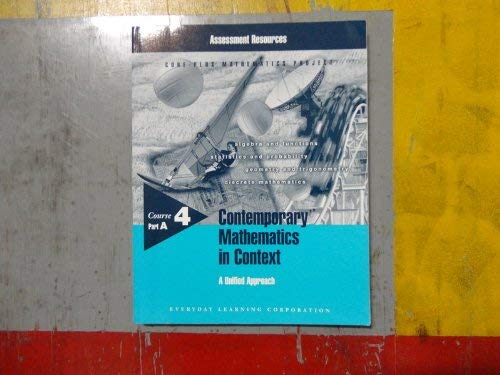 Assessment Resources
CORE-PLUS MATHEMATICS PROJECT
algebra and functions
statistics and probability
geometry and trigonometry
discrete mathematics
Course 4
Part A
Contemporary
Mathematics
in Context
A Unified Approach
EVERYDAY LEARNING CORPORATION